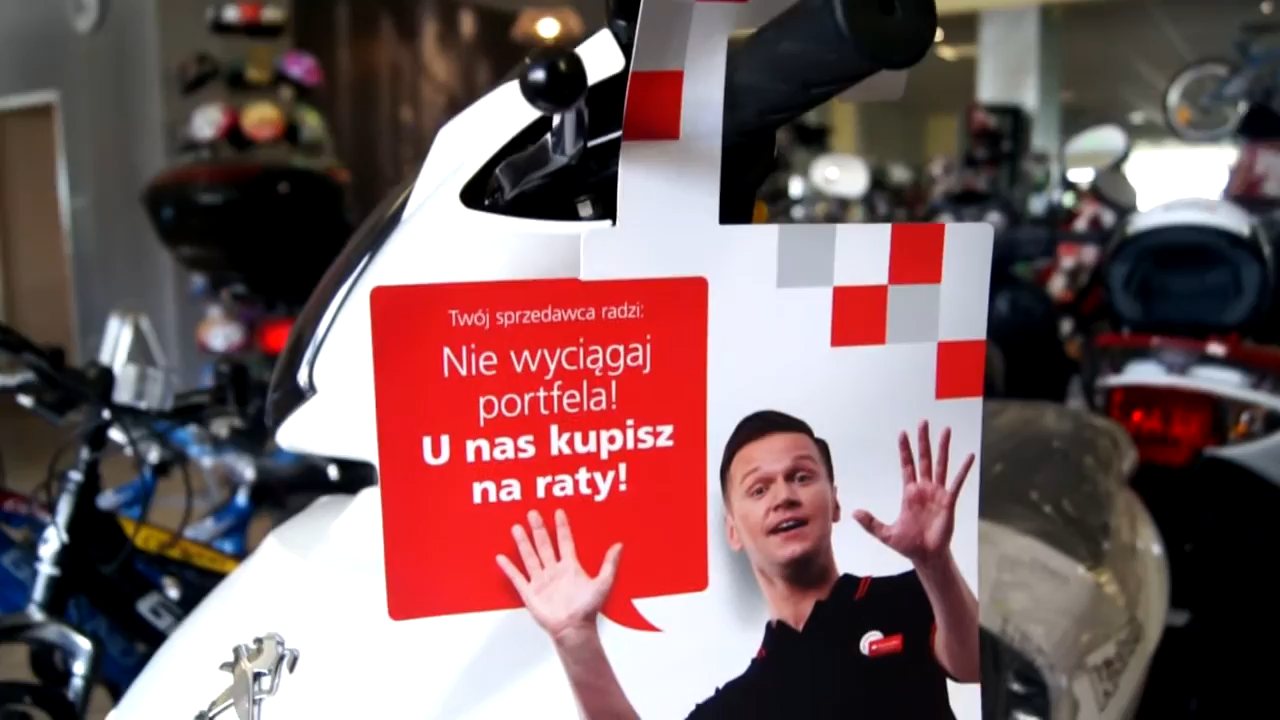 Twój sprzedawca radzi:
Nie wyciągaj
portfela!
U nas kupisz
na raty!